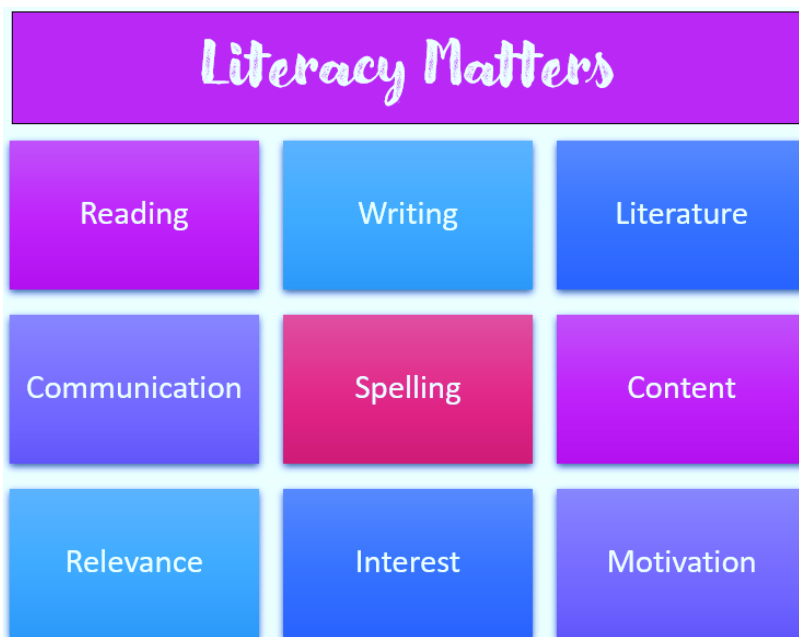 Literacy Matters
Reading
Writing
Literature
Communication
Spelling
Content
Relevance
Interest
Motivation